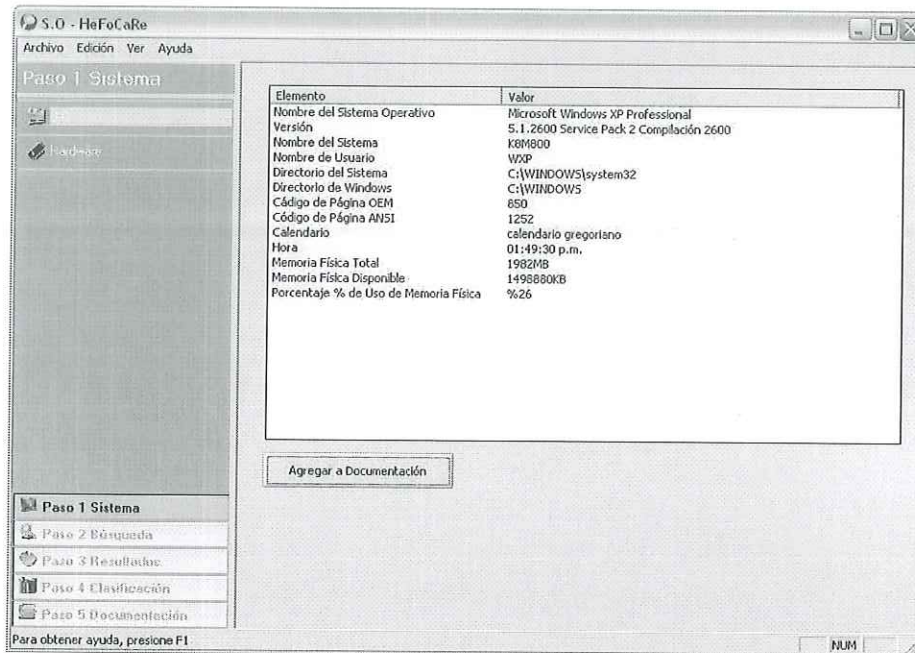 S.O - HeFoCaRe
Archivo Edición Ver Ayuda
Paso 1 Sistema
Hardware
Elemento Valor
Nombre del Sistema Operativo Microsoft Windows XP Professional
Versión 5.1.2600 Service Pack 2 Compilación 2600
Nombre del Sistema K8M800
Nombre de Usuario WXP
Directorio del Sistema C:\WINDOWS\system32
Directorio de Windows C:\WINDOWS
Código de Página OEM 850
Código de Página ANSI 1252
Calendario calendario gregoriano
Hora 01:49:30 p.m.
Memoria Física Total 1982MB
Memoria Física Disponible 1498880KB
Porcentaje % de Uso de Memoria Física %26
Agregar a Documentación
Paso 1 Sistema
Paso 2 Búsqueda
Paso 3 Resultados
Paso 4 Clasificación
Paso 5 Documentación
Para obtener ayuda, presione F1
NUM